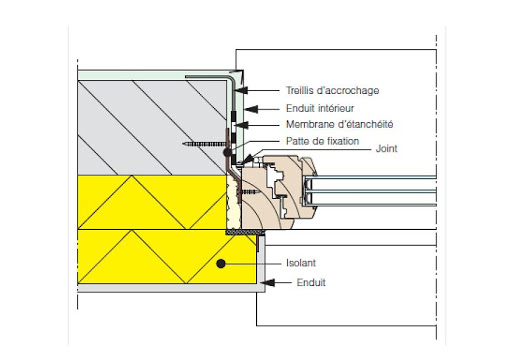 Treillis d'accrochage
Enduit intérieur
Membrane d'étanchéité
Patte de fixation
Joint
Isolant
Enduit